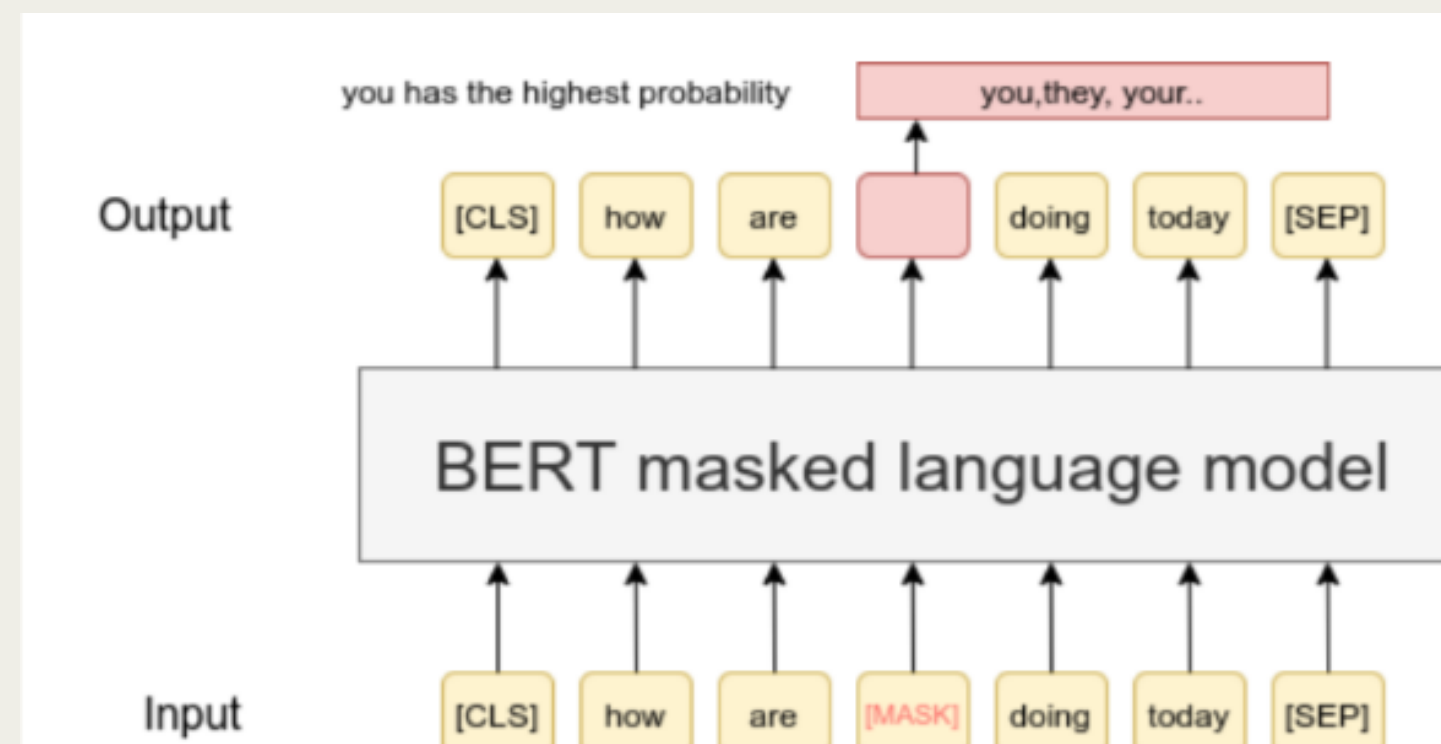 you has the highest probability you,they, your..
Output [CLS] how are doing today [SEP]
BERT masked language model
Input [CLS] how are [MASK] doing today [SEP]